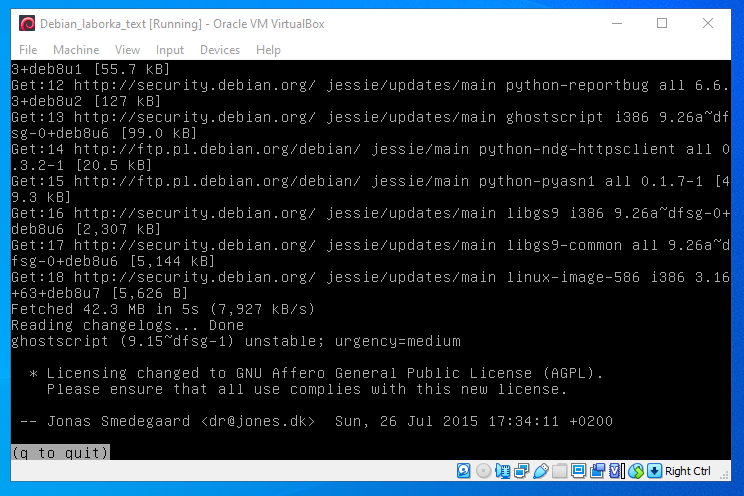 Debian_laborka_text [Running] - Oracle VM VirtualBox
File Machine View Input Devices Help
3+deb8u1 [55.7 kB]
Get:12 http://security.debian.org/ jessie/updates/main python-reportbug all 6.6.
3+deb8u2 [127 kB]
Get:13 http://security.debian.org/ jessie/updates/main ghostscript i386 9.26a~df
sg-0+deb8u6 [99.0 kB]
Get:14 http://ftp.pl.debian.org/debian/ jessie/main python-ndg-httpsclient all 0
.3.2-1 [20.5 kB]
Get:15 http://ftp.pl.debian.org/debian/ jessie/main python-pyasn1 all 0.1.7-1 [4
9.3 kB]
Get:16 http://security.debian.org/ jessie/updates/main libgs9 i386 9.26a~dfsg-0+
deb8u6 [2,307 kB]
Get:17 http://security.debian.org/ jessie/updates/main libgs9-common all 9.26a~d
fsg-0+deb8u6 [5,144 kB]
Get:18 http://security.debian.org/ jessie/updates/main linux-image-586 i386 3.16
+63+deb8u7 [5,626 B]
Fetched 42.3 MB in 5s (7,927 kB/s)
Reading changelogs... Done
ghostscript (9.15~dfsg-1) unstable; urgency=medium
* Licensing changed to GNU Affero General Public License (AGPL).
Please ensure that all use complies with this new license.
-- Jonas Smedegaard <dr@jones.dk>  Sun, 26 Jul 2015 17:34:11 +0200
(q to quit)
Right Ctrl